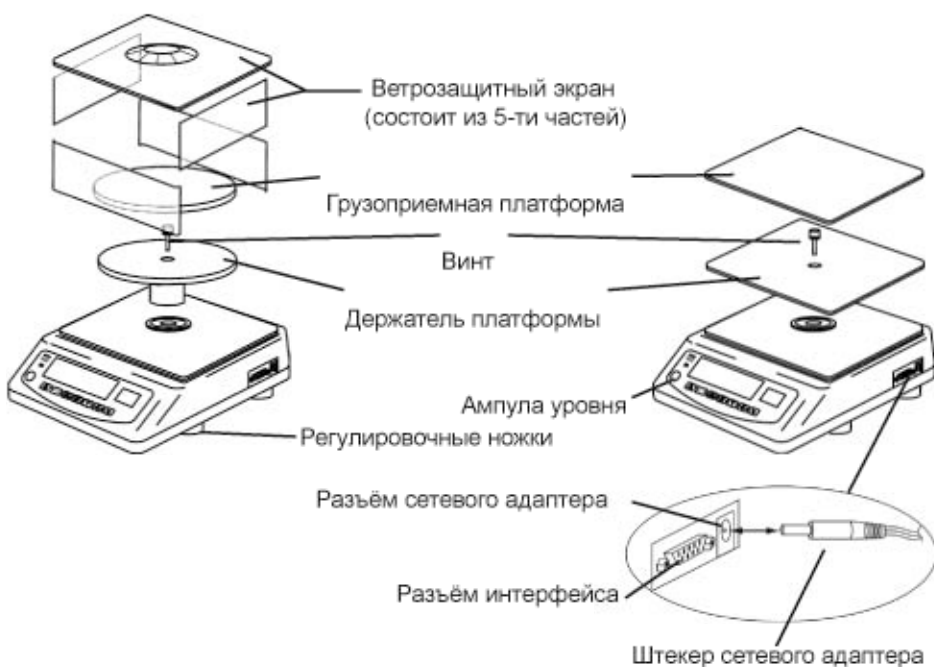 Ветрозащитный экран
(состоит из 5-ти частей)
Грузоприемная платформа
Винт
Держатель платформы
Ампула уровня
Регулировочные ножки
Разъём сетевого адаптера
Разъём интерфейса
Штекер сетевого адаптера